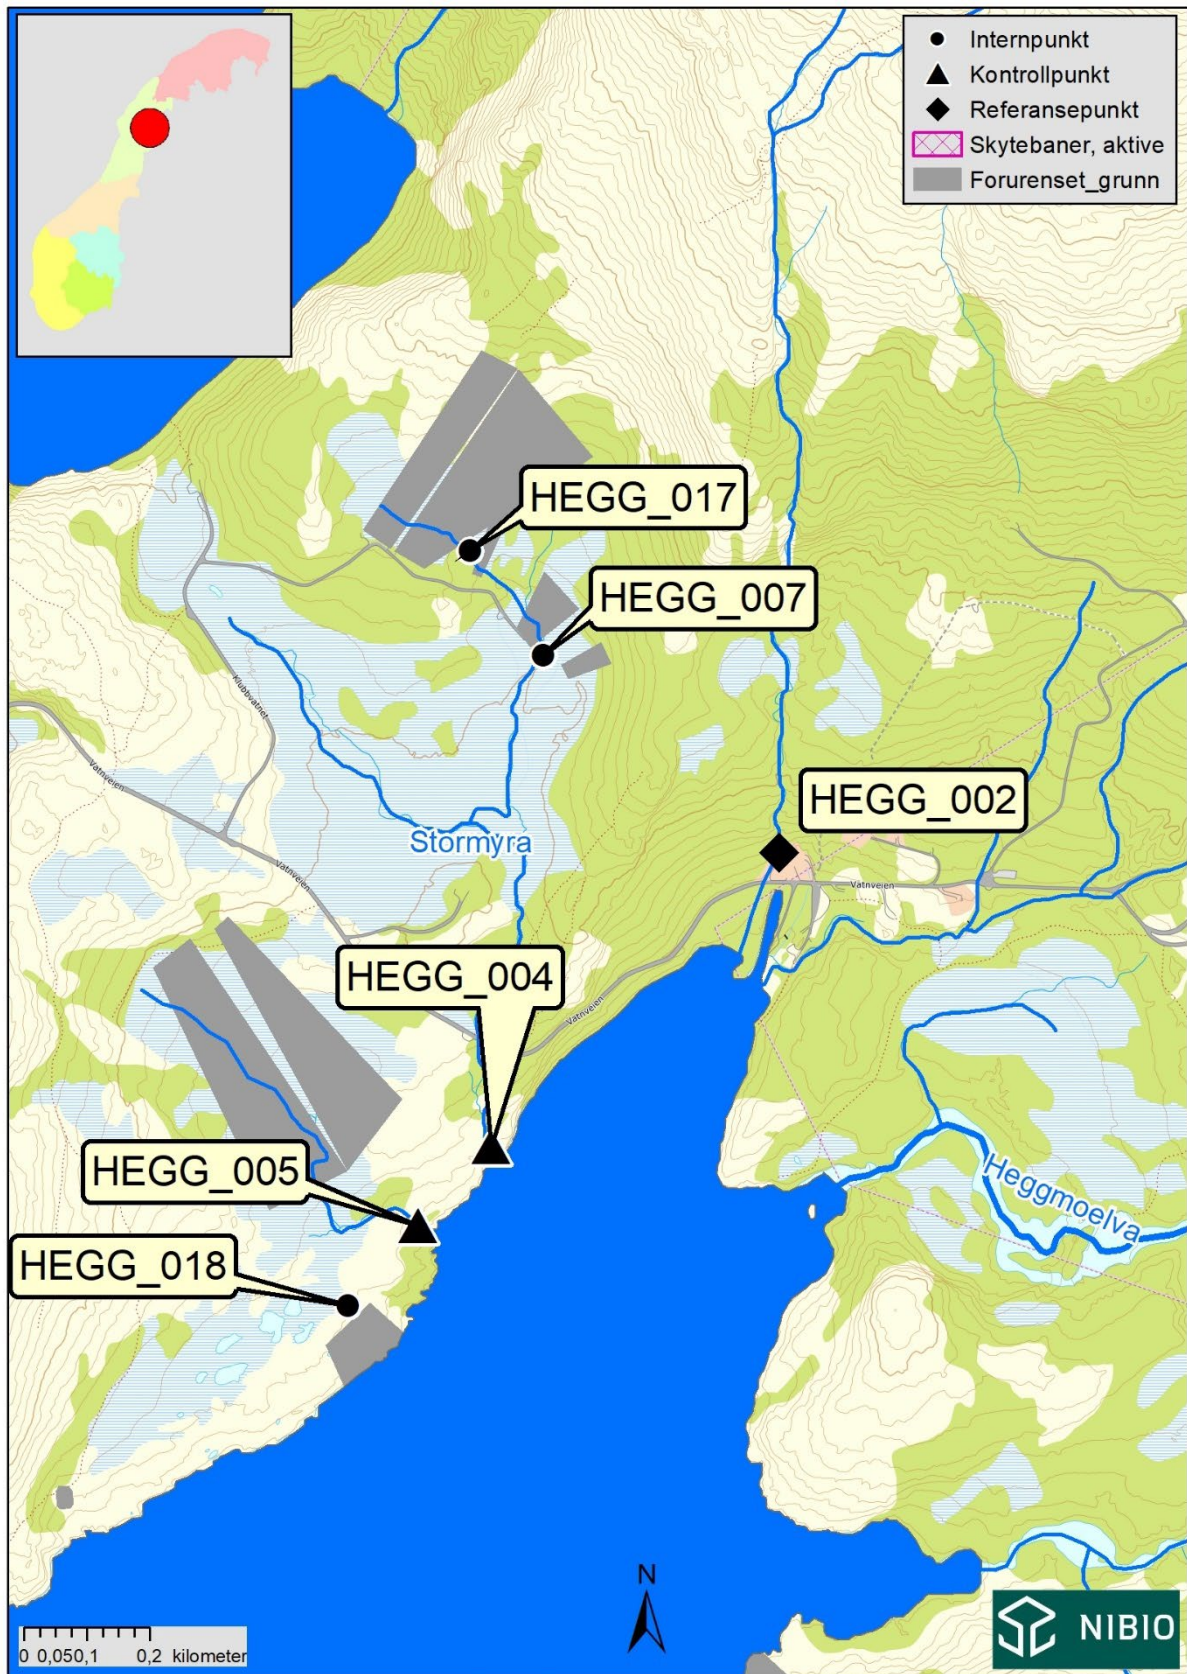 Internpunkt
Kontrollpunkt
Referansepunkt
Skytebaner, aktive
Forurenset_grunn
HEGG_017
HEGG_007
Klubbvatnet
Vatnveien
HEGG_002
Stormyra
Vatnveien
Vatnveien
HEGG_004
Vatnveien
HEGG_005
Heggmoelva
HEGG_018
N
0 0,050,1 0,2 kilometer
NIBIO